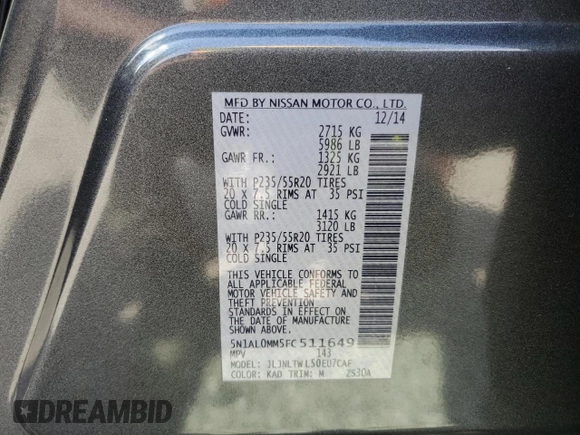 MFD BY NISSAN MOTOR CO., LTD.
DATE: 12/14
GVWR: 2715 KG
5986 LB
GAWR FR.: 1325 KG
2921 LB
WITH P235/55R20 TIRES
20 X 7.5 RIMS AT 35 PSI
COLD SINGLE
GAWR RR.: 1415 KG
3120 LB
WITH P235/55R20 TIRES
20 X 7.5 RIMS AT 35 PSI
COLD SINGLE
THIS VEHICLE CONFORMS TO
ALL APPLICABLE FEDERAL
MOTOR VEHICLE SAFETY AND
THEFT PREVENTION
STANDARDS IN EFFECT ON
THE DATE OF MANUFACTURE
SHOWN ABOVE.
5N1AL0MM5FC511649
MPV 143
MODEL: JLJNLTWL50EU7CAF
COLOR: KAD TRIM: M 2530A
DREAMBID